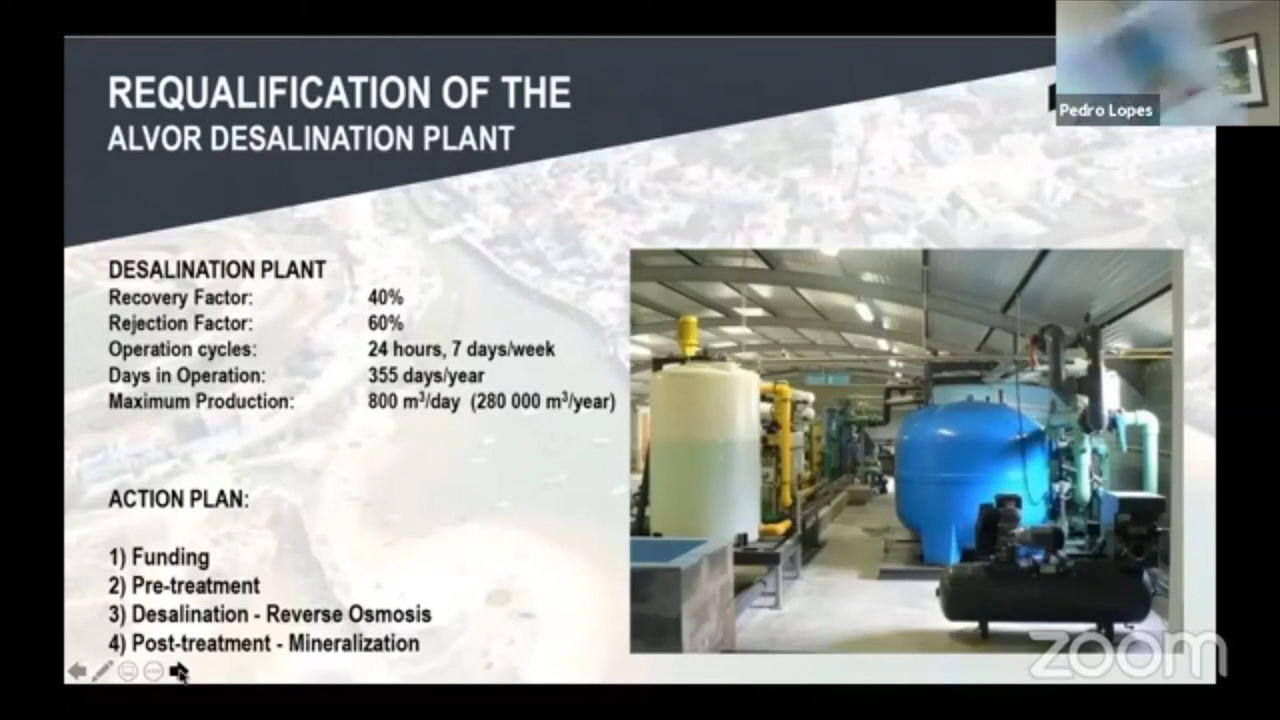 REQUALIFICATION OF THE
ALVOR DESALINATION PLANT
Pedro Lopes
DESALINATION PLANT
Recovery Factor: 40%
Rejection Factor: 60%
Operation cycles: 24 hours, 7 days/week
Days in Operation: 355 days/year
Maximum Production: 800 m³/day (280 000 m³/year)
ACTION PLAN:
1) Funding
2) Pre-treatment
3) Desalination - Reverse Osmosis
4) Post-treatment - Mineralization
zoom